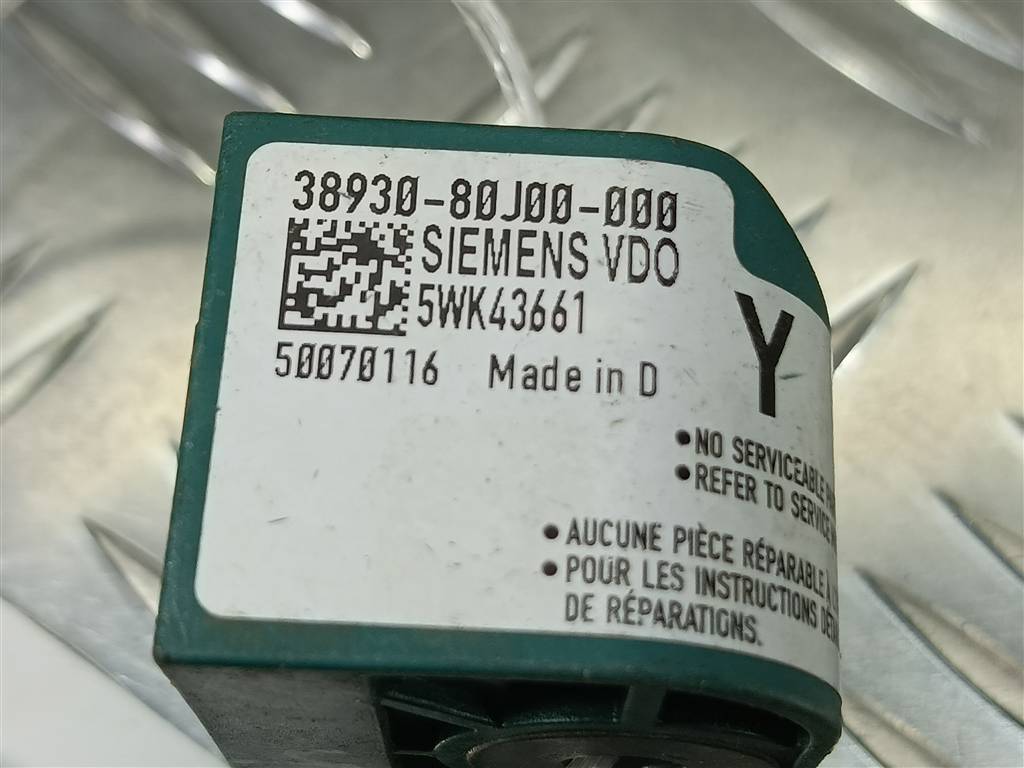 38930-80J00-000
SIEMENS VDO
5WK43661
50070116 Made in D
Y
•NO SERVICEABLE
•REFER TO SERVICE
•AUCUNE PIÈCE RÉPARABLE À
•POUR LES INSTRUCTIONS
DE RÉPARATIONS.